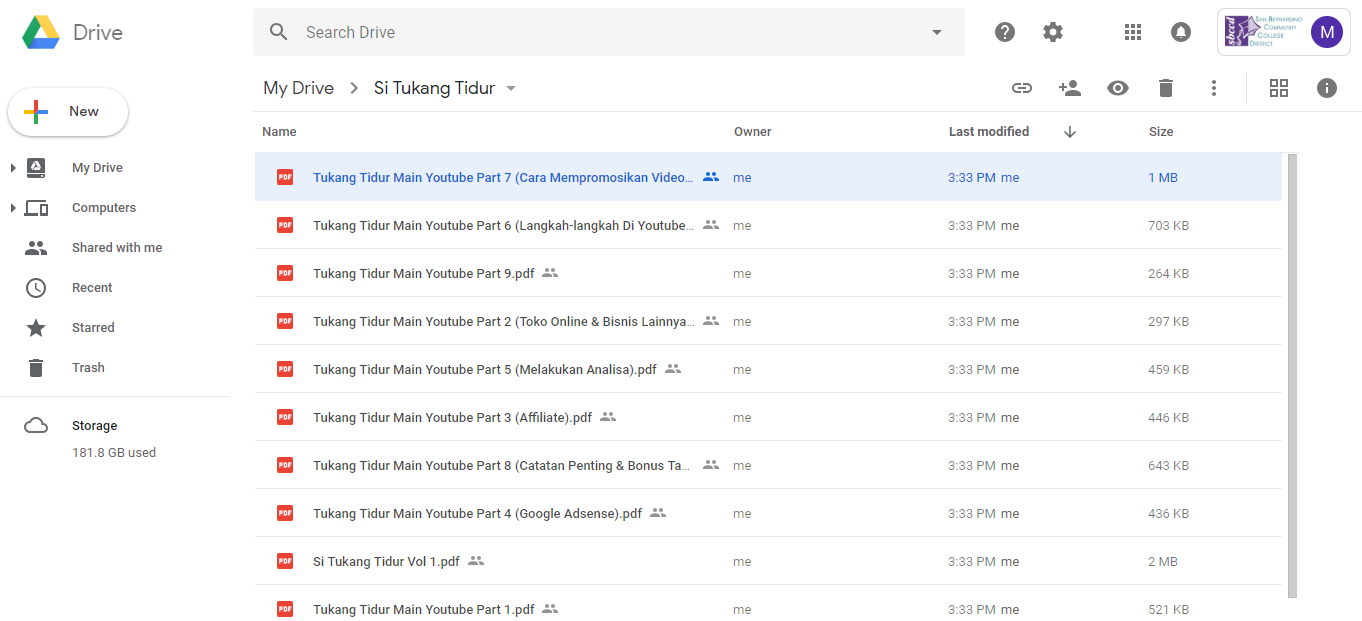 Drive
Search Drive
sbccd
San Bernardino
Community
College
District
M
My Drive > Si Tukang Tidur
New
Name Owner Last modified Size
My Drive
Computers
Shared with me
Recent
Starred
Trash
Storage
181.8 GB used
PDF Tukang Tidur Main Youtube Part 7 (Cara Mempromosikan Video... me 3:33 PM me 1 MB
PDF Tukang Tidur Main Youtube Part 6 (Langkah-langkah Di Youtube... me 3:33 PM me 703 KB
PDF Tukang Tidur Main Youtube Part 9.pdf me 3:33 PM me 264 KB
PDF Tukang Tidur Main Youtube Part 2 (Toko Online & Bisnis Lainnya... me 3:33 PM me 297 KB
PDF Tukang Tidur Main Youtube Part 5 (Melakukan Analisa).pdf me 3:33 PM me 459 KB
PDF Tukang Tidur Main Youtube Part 3 (Affiliate).pdf me 3:33 PM me 446 KB
PDF Tukang Tidur Main Youtube Part 8 (Catatan Penting & Bonus Ta... me 3:33 PM me 643 KB
PDF Tukang Tidur Main Youtube Part 4 (Google Adsense).pdf me 3:33 PM me 436 KB
PDF Si Tukang Tidur Vol 1.pdf me 3:33 PM me 2 MB
PDF Tukang Tidur Main Youtube Part 1.pdf me 3:33 PM me 521 KB